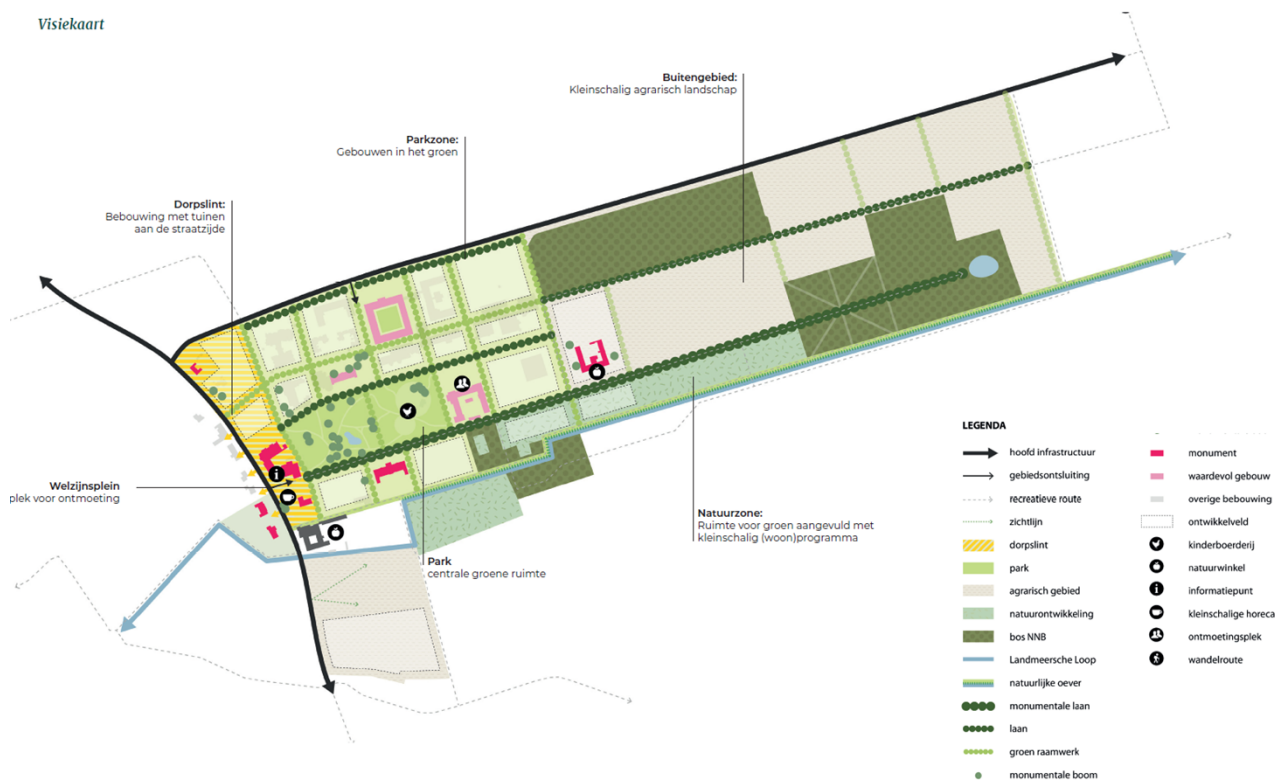 Visiekaart
Buitengebied:
Kleinschalig agrarisch landschap
Parkzone:
Gebouwen in het groen
Dorpslint:
Bebouwing met tuinen
aan de straatzijde
Welzijnsplein
plek voor ontmoeting
Park
centrale groene ruimte
Natuurzone:
Ruimte voor groen aangevuld met
kleinschalig (woon)programma
LEGENDA
hoofd infrastructuur
gebiedsontsluiting
recreatieve route
zichtlijn
dorpslint
park
agrarisch gebied
natuurontwikkeling
bos NNB
Landmeersche Loop
natuurlijke oever
monumentale laan
laan
groen raamwerk
monumentale boom
monument
waardevol gebouw
overige bebouwing
ontwikkelveld
kinderboerderij
natuurwinkel
informatiepunt
kleinschalige horeca
ontmoetingsplek
wandelroute